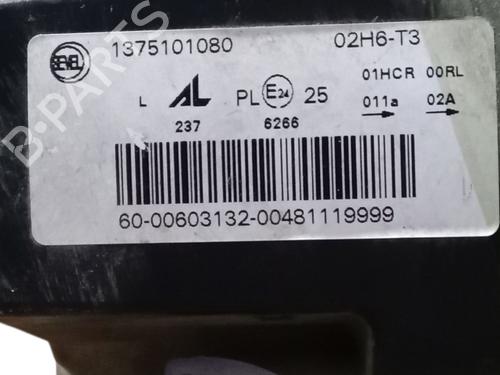 SEVEL 1375101080 02H6-T3
01HCR 00RL
L AL PL E24 25 011a 02A
237 6266
60-00603132-00481119999
B-PARTS